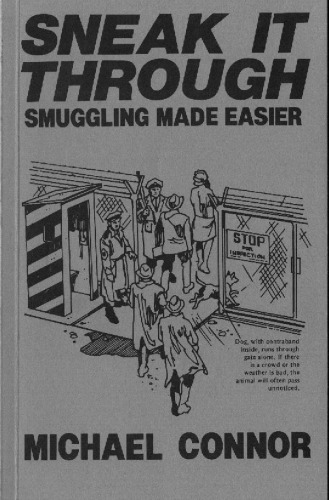 SNEAK IT
THROUGH
SMUGGLING MADE EASIER
STOP
FOR
INSPECTION
Dog, with contraband
inside, runs through
gate alone. If there
is a crowd or the
weather is bad, the
animal will often pass
unnoticed.
MICHAEL CONNOR